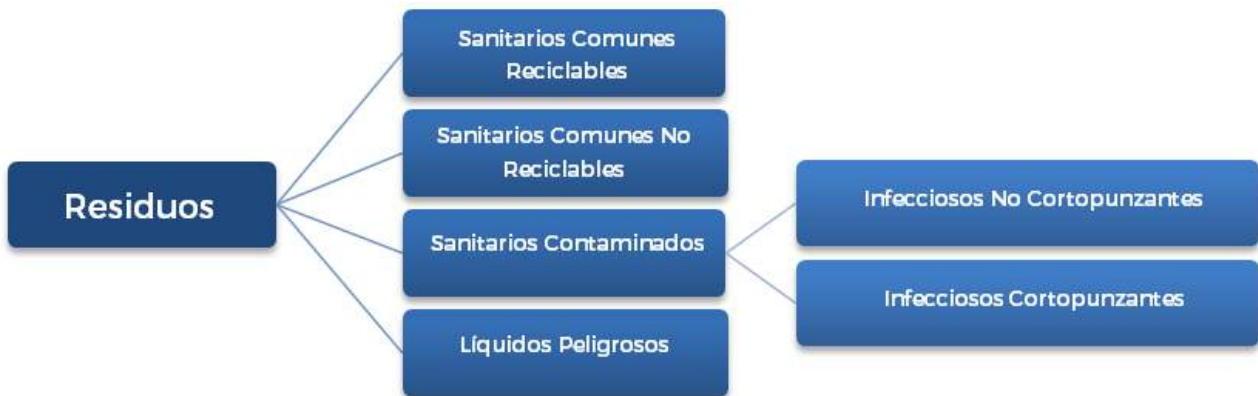 Residuos
Sanitarios Comunes
Reciclables
Sanitarios Comunes No
Reciclables
Sanitarios Contaminados
Líquidos Peligrosos
Infecciosos No Cortopunzantes
Infecciosos Cortopunzantes